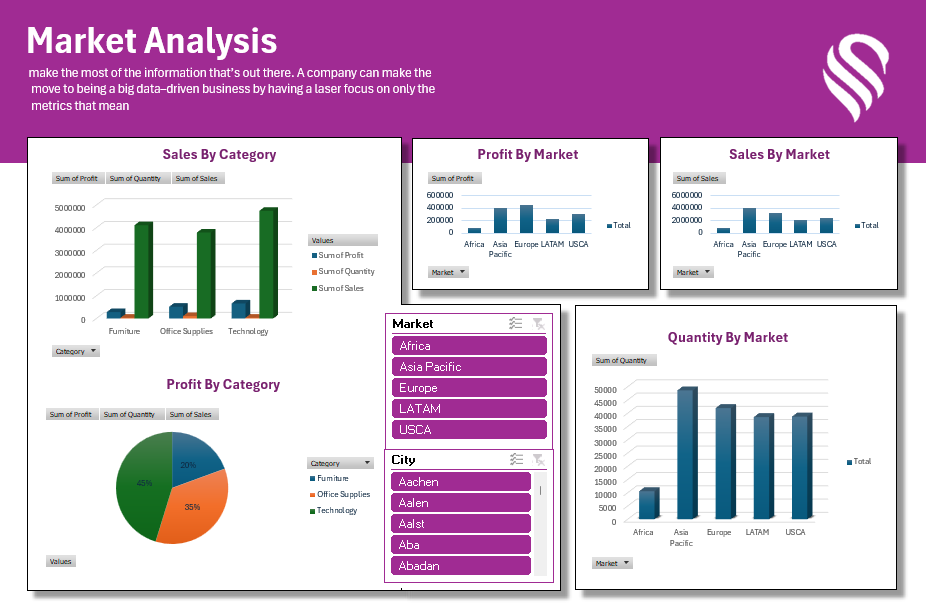 Market Analysis
make the most of the information that's out there. A company can make the
move to being a big data–driven business by having a laser focus on only the
metrics that mean
Sales By Category
Sum of Profit Sum of Quantity Sum of Sales
5000000
4000000
3000000
2000000
1000000
0
Furniture Office Supplies Technology
Values
Sum of Profit
Sum of Quantity
Sum of Sales
Category
Profit By Category
Sum of Profit Sum of Quantity Sum of Sales
20%
35%
45%
Category
Furniture
Office Supplies
Technology
Values
Profit By Market
Sum of Profit
600000
400000
200000
0
Africa Asia Pacific Europe LATAM USCA
Total
Market
Sales By Market
Sum of Sales
6000000
4000000
2000000
0
Africa Asia Pacific Europe LATAM USCA
Total
Market
Market
Africa
Asia Pacific
Europe
LATAM
USCA
City
Aachen
Aalen
Aalst
Aba
Abadan
Quantity By Market
Sum of Quantity
50000
45000
40000
35000
30000
25000
20000
15000
10000
5000
0
Africa Asia Pacific Europe LATAM USCA
Total
Market